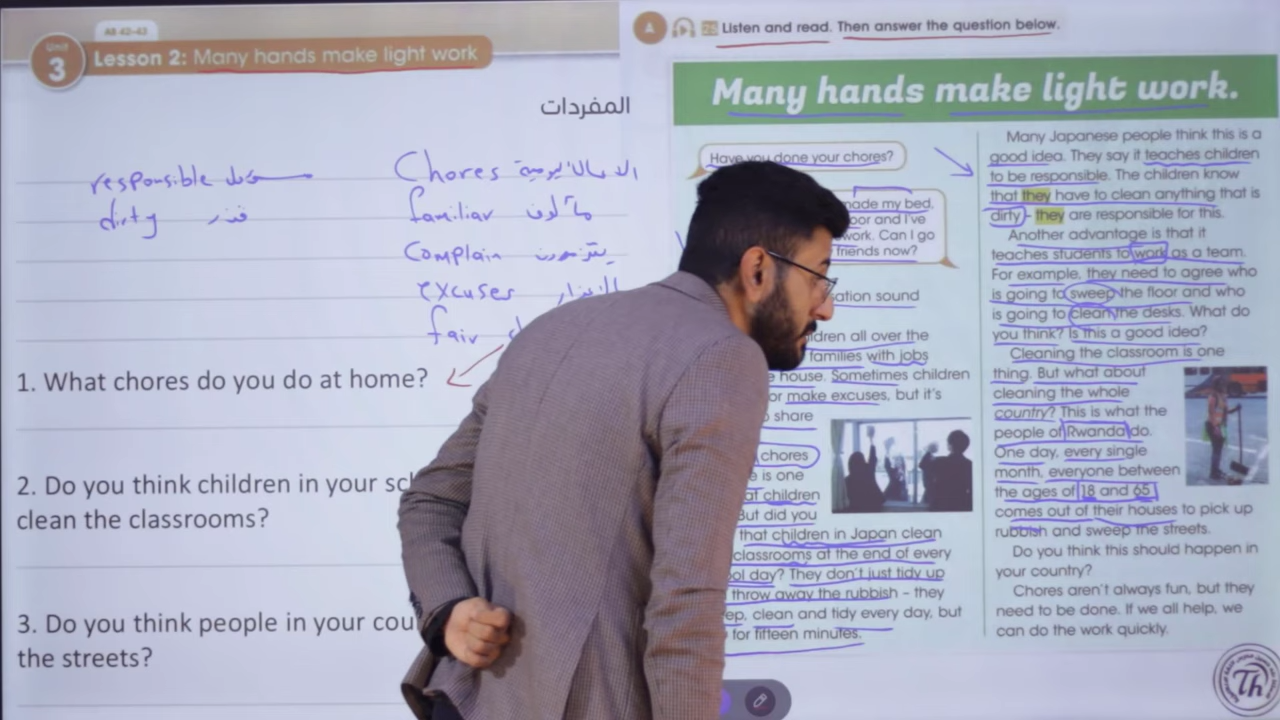 AB 42-43
Unit 3
Lesson 2: Many hands make light work
المفردات
responsible
Chores
dirty قذر
familiar مألوف
Complain يتذمرون
excuses الاعذار
fair
1. What chores do you do at home?
2. Do you think children in your
clean the classrooms?
3. Do you think people in your
the streets?
A Listen and read. Then answer the question below.
Many hands make light work.
Have you done your chores?
made my bed,
and I've
work. Can I go
friends now?
sound
all over the
families with jobs
house. Sometimes children
or make excuses, but it's
share
chores
is one
children
But did you
that children in Japan clean
classrooms at the end of every
day? They don't just tidy up
throw away the rubbish – they
clean and tidy every day, but
for fifteen minutes.
Many Japanese people think this is a
good idea. They say it teaches children
to be responsible. The children know
that they have to clean anything that is
dirty – they are responsible for this.
Another advantage is that it
teaches students to work as a team.
For example, they need to agree who
is going to sweep the floor and who
is going to clean the desks. What do
you think? Is this a good idea?
Cleaning the classroom is one
thing. But what about
cleaning the whole
country? This is what the
people of Rwanda do.
One day, every single
month, everyone between
the ages of 18 and 65
comes out of their houses to pick up
rubbish and sweep the streets.
Do you think this should happen in
your country?
Chores aren't always fun, but they
need to be done. If we all help, we
can do the work quickly.
Th